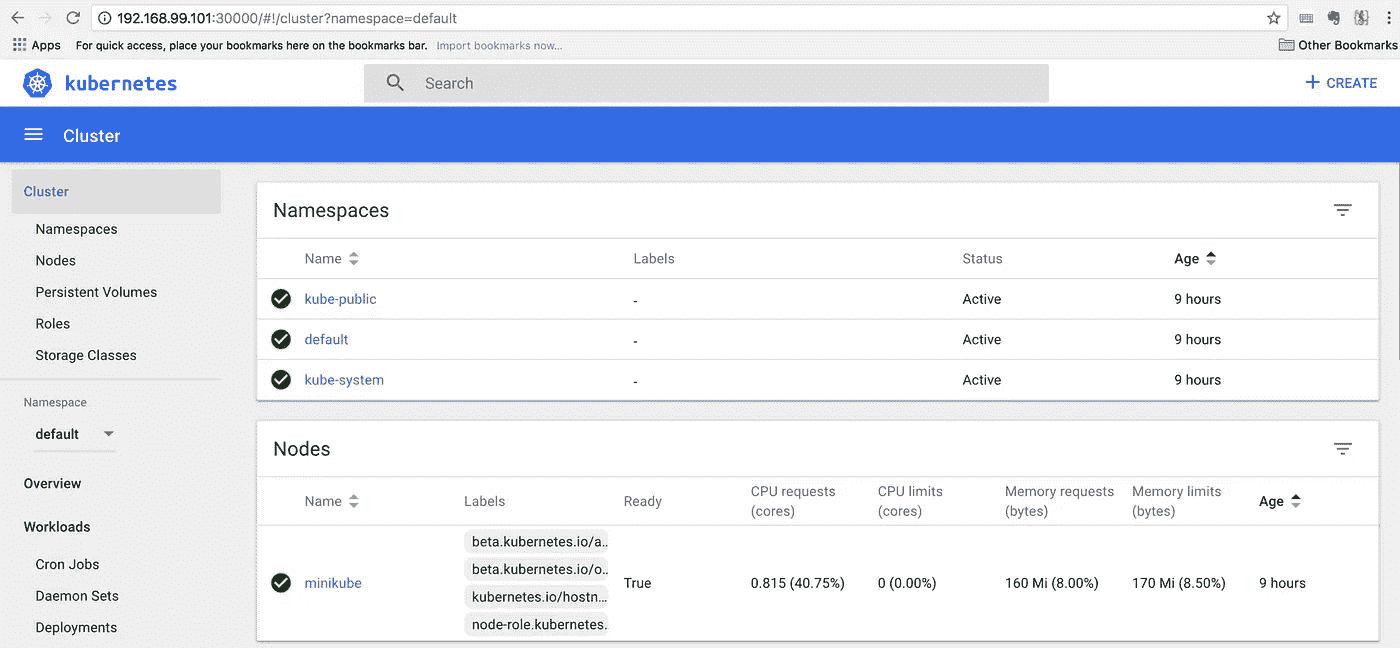 192.168.99.101:30000/#!/cluster?namespace=default
Apps For quick access, place your bookmarks here on the bookmarks bar. Import bookmarks now... Other Bookmarks
kubernetes Search + CREATE
Cluster
Cluster
Namespaces
Nodes
Persistent Volumes
Roles
Storage Classes
Namespace
default
Overview
Workloads
Cron Jobs
Daemon Sets
Deployments
Namespaces
Name Labels Status Age
kube-public - Active 9 hours
default - Active 9 hours
kube-system - Active 9 hours
Nodes
Name Labels Ready CPU requests (cores) CPU limits (cores) Memory requests (bytes) Memory limits (bytes) Age
beta.kubernetes.io/a..
beta.kubernetes.io/o..
minikube True 0.815 (40.75%) 0 (0.00%) 160 Mi (8.00%) 170 Mi (8.50%) 9 hours
kubernetes.io/hostn...
node-role.kubernetes.